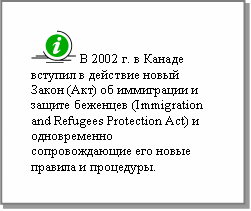 В 2002 г. в Канаде
вступил в действие новый
Закон (Акт) об иммиграции и
защите беженцев (Immigration
and Refugees Protection Act) и
одновременно
сопровождающие его новые
правила и процедуры.